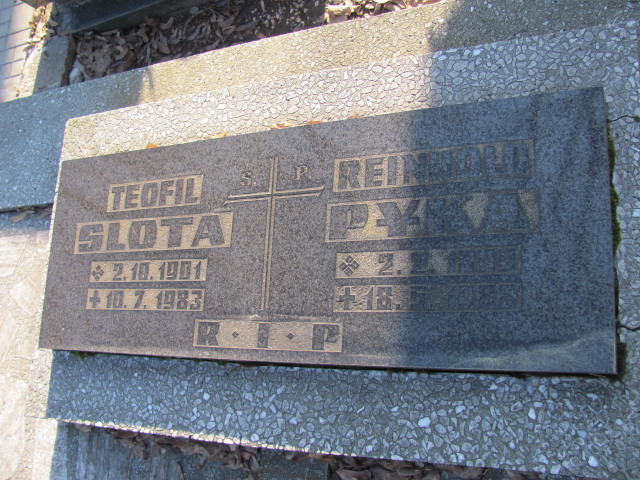 S. P.
TEOFIL
SLOTA
2.10.1901
10.7.1983
REINHOLD
PYKA
R·I·P